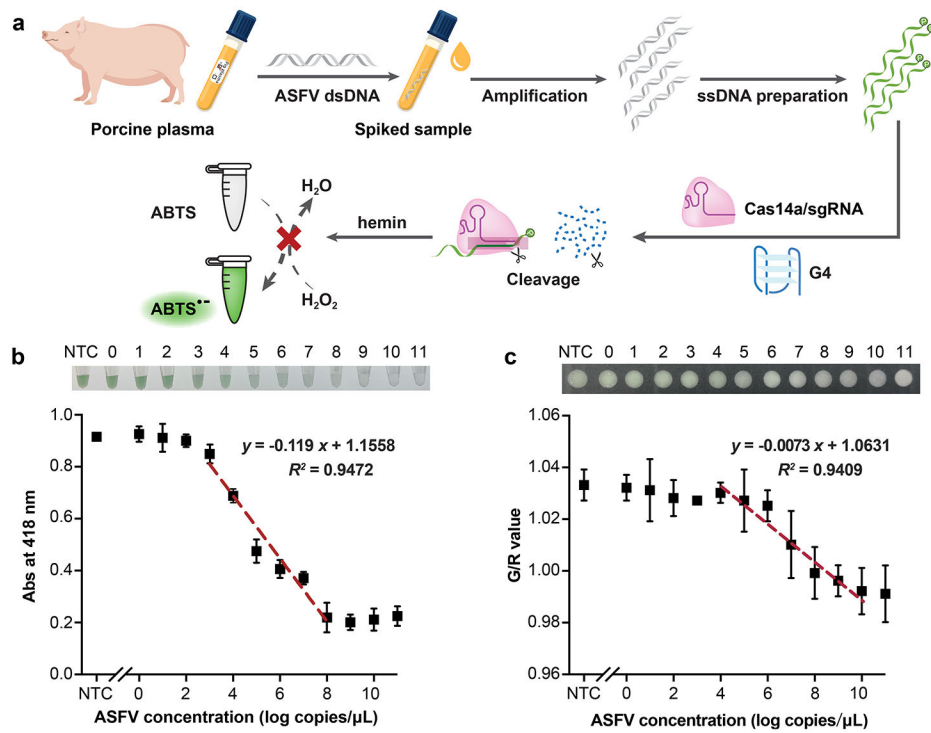 a
Porcine plasma
ASFV dsDNA
Spiked sample
Amplification
ssDNA preparation
ABTS
H₂O
hemin
Cas14a/sgRNA
Cleavage
G4
ABTS•−
H₂O₂
b
NTC 0 1 2 3 4 5 6 7 8 9 10 11
y = -0.119 x + 1.1558
R² = 0.9472
Abs at 418 nm
1.0
0.8
0.6
0.4
0.2
0.0
NTC 0 2 4 6 8 10
ASFV concentration (log copies/μL)
c
NTC 0 1 2 3 4 5 6 7 8 9 10 11
y = -0.0073 x + 1.0631
R² = 0.9409
G/R value
1.06
1.04
1.02
1.00
0.98
0.96
NTC 0 2 4 6 8 10
ASFV concentration (log copies/μL)